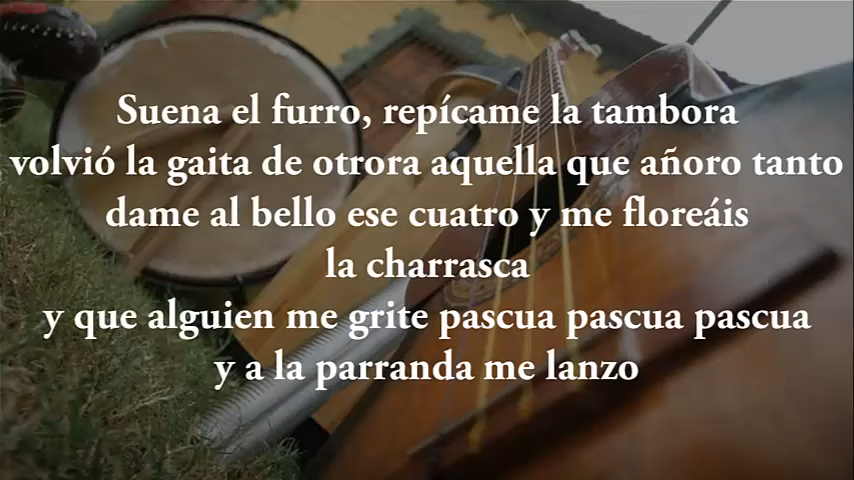 Suena el furro, repícame la tambora
volvió la gaita de otrora aquella que añoro tanto
dame al bello ese cuatro y me floreáis
la charrasca
y que alguien me grite pascua pascua pascua
y a la parranda me lanzo